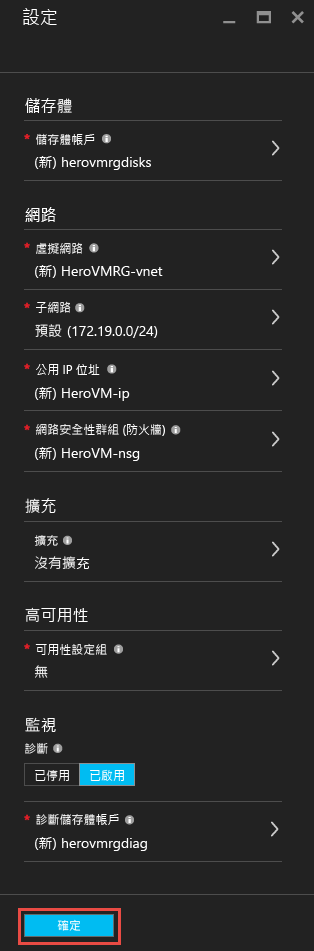 設定
儲存體
* 儲存體帳戶
(新) herovmrgdisks
網路
* 虛擬網路
(新) HeroVMRG-vnet
* 子網路
預設 (172.19.0.0/24)
* 公用 IP 位址
(新) HeroVM-ip
* 網路安全性群組 (防火牆)
(新) HeroVM-nsg
擴充
擴充
沒有擴充
高可用性
* 可用性設定組
無
監視
診斷
已停用 已啟用
* 診斷儲存體帳戶
(新) herovmrgdiag
確定